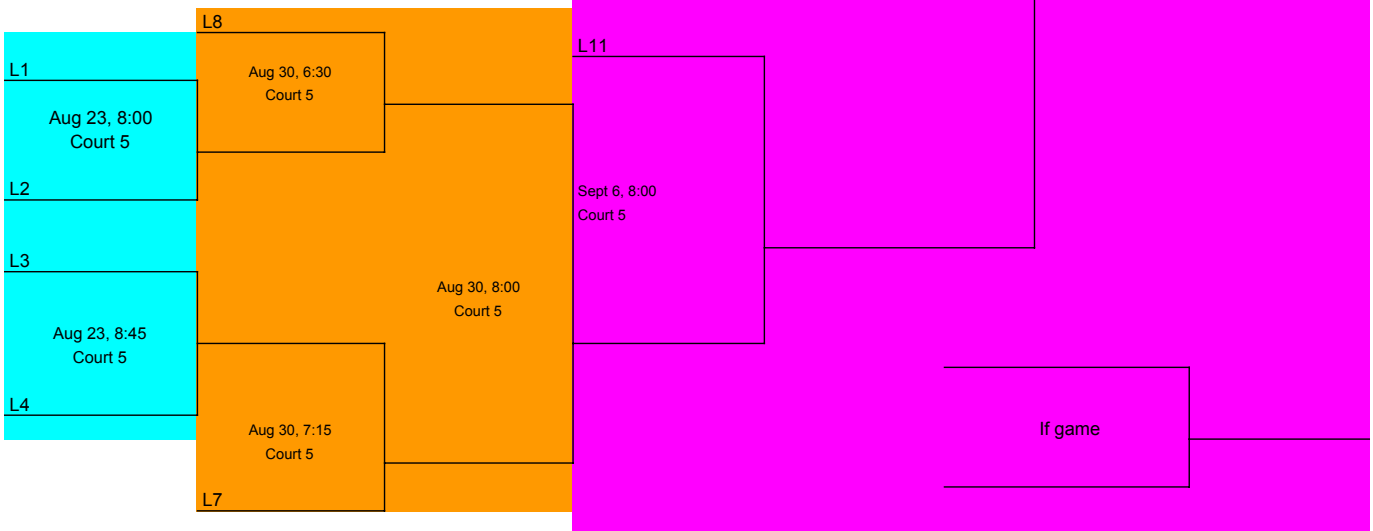 L8
L11
L1
Aug 30, 6:30
Court 5
Aug 23, 8:00
Court 5
L2
Sept 6, 8:00
Court 5
L3
Aug 30, 8:00
Court 5
Aug 23, 8:45
Court 5
L4
Aug 30, 7:15
Court 5
If game
L7